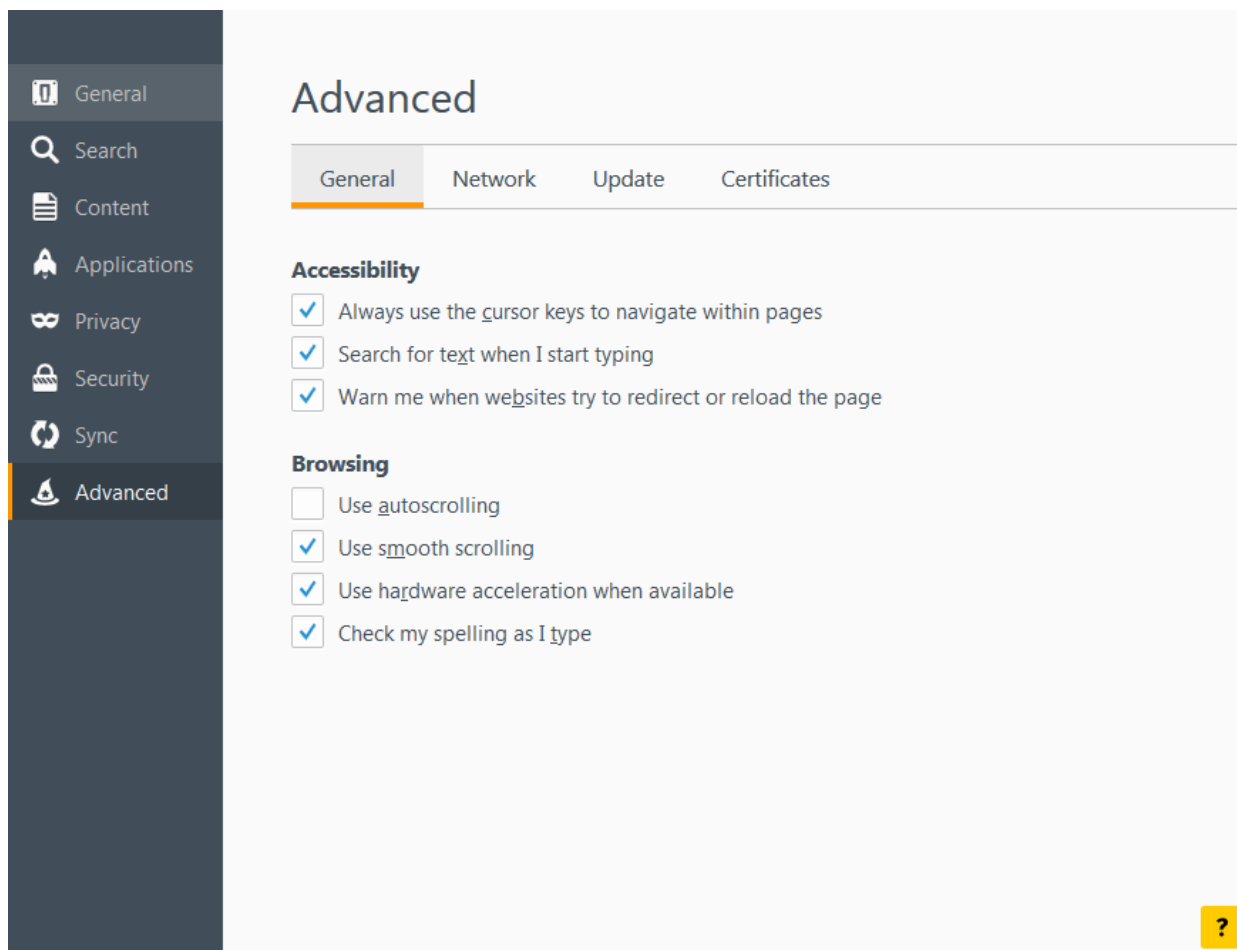 General
Search
Content
Applications
Privacy
Security
Sync
Advanced
Advanced
General Network Update Certificates
Accessibility
Always use the cursor keys to navigate within pages
Search for text when I start typing
Warn me when websites try to redirect or reload the page
Browsing
Use autoscrolling
Use smooth scrolling
Use hardware acceleration when available
Check my spelling as I type
?